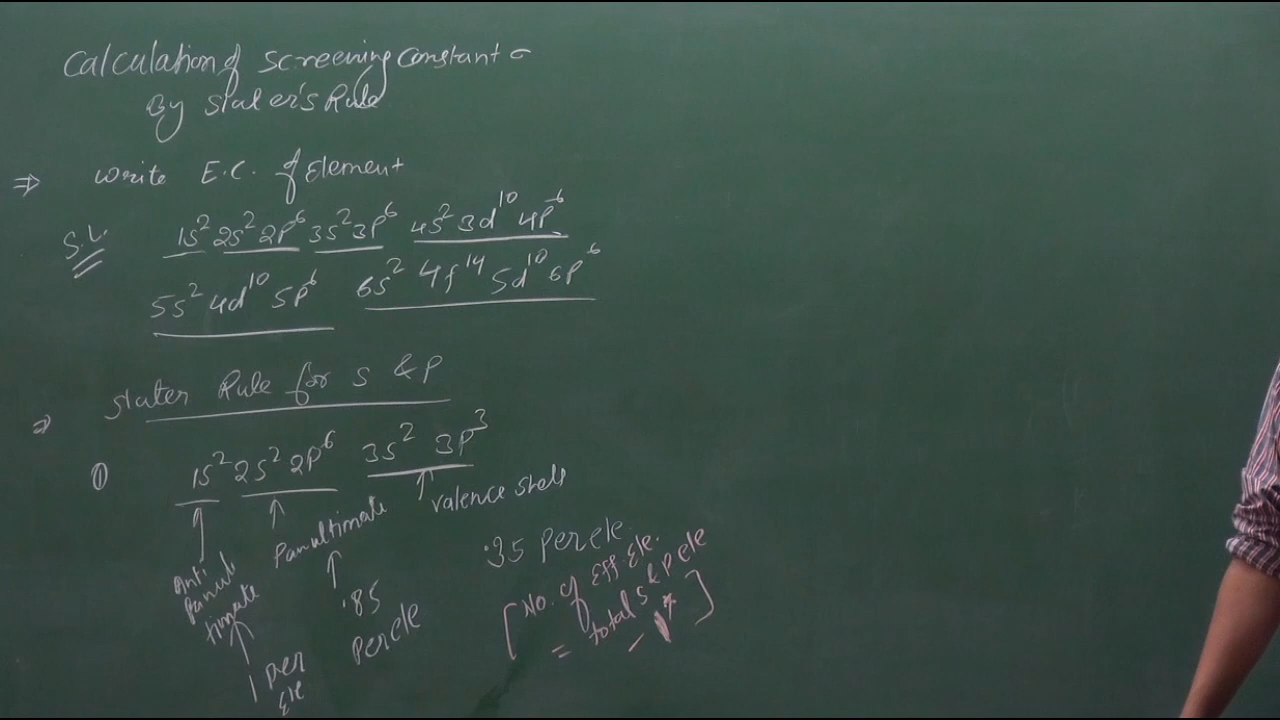 Calculation of Screening Constant σ
By Slater's Rule
⇒ Write E.C. of Element
S.L. 1s² 2s² 2p⁶ 3s² 3p⁶ 4s² 3d¹⁰ 4p⁶
5s² 4d¹⁰ 5p⁶ 6s² 4f¹⁴ 5d¹⁰ 6p⁶
⇒ Slater Rule for s & p
① 1s² 2s² 2p⁶ 3s² 3p³
valence shell
Panultimate
Anti
Panul
timate
.35 per ele.
.85
per ele
1 per
ele
[No. of Eff Ele.
= total s & p ele
- 1]